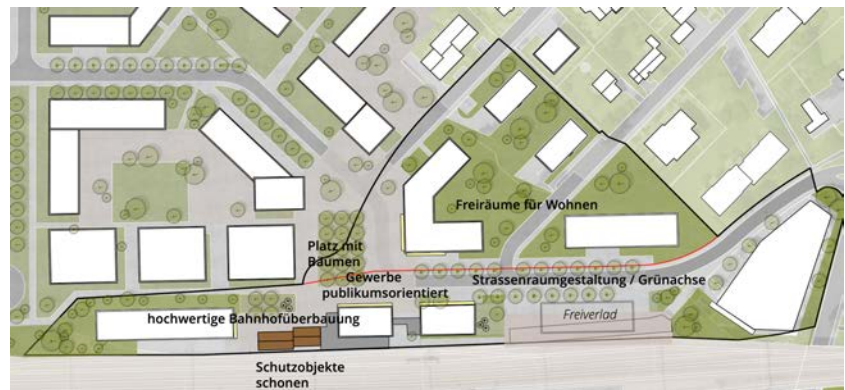 Freiräume für Wohnen
Platz mit
Bäumen
Gewerbe
publikumsorientiert
Strassenraumgestaltung / Grünachse
hochwertige Bahnhofüberbauung
Freiverlad
Schutzobjekte
schonen